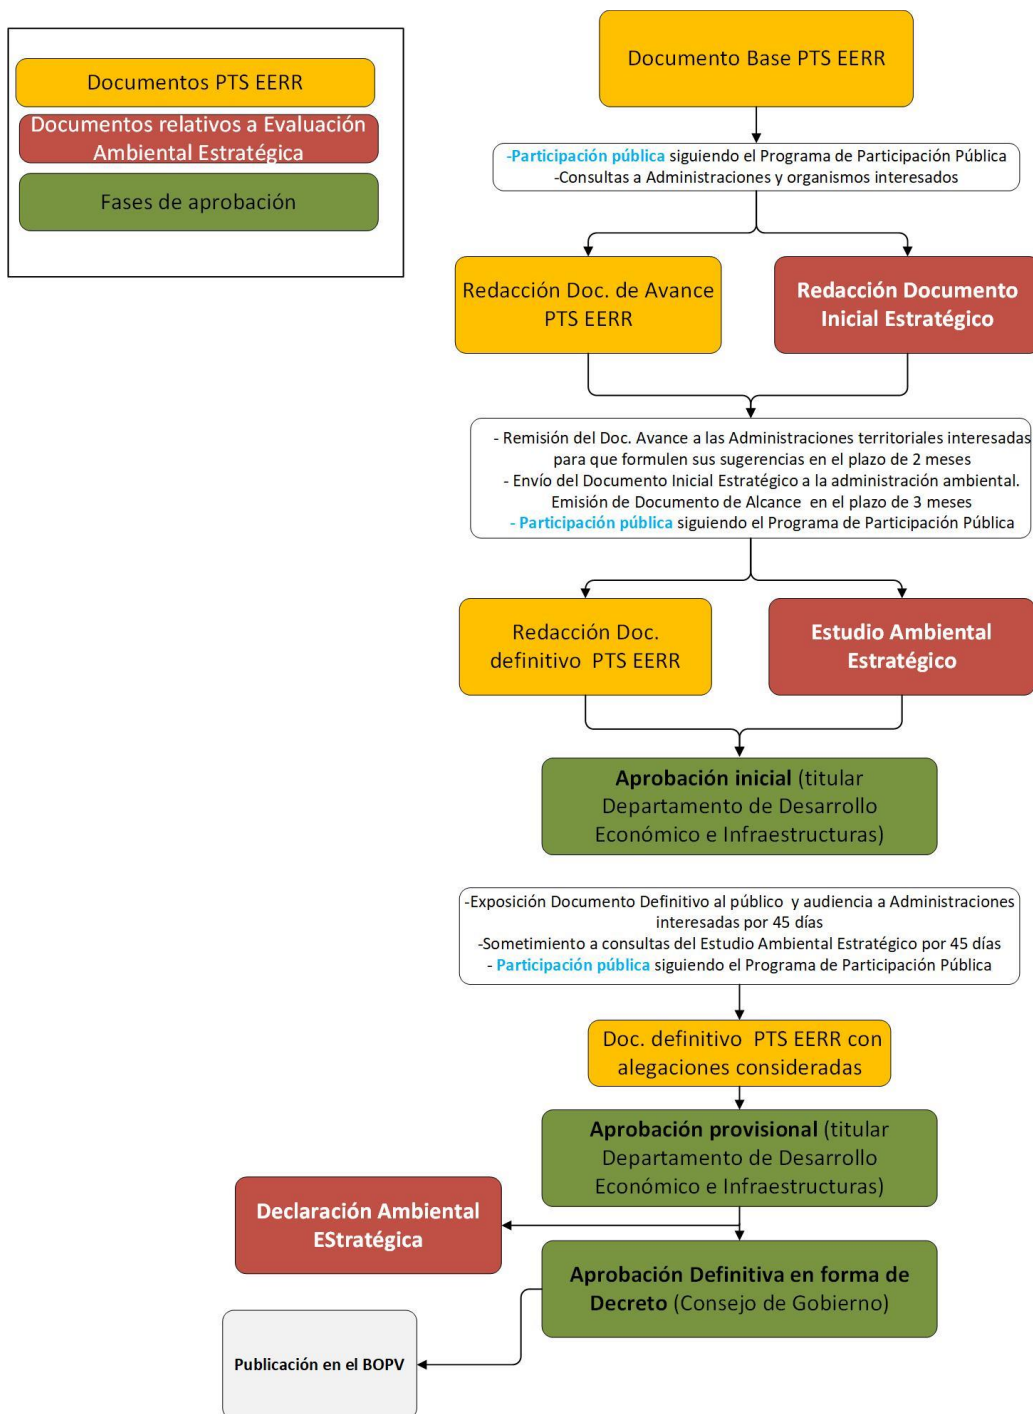 Documentos PTS EERR
Documentos relativos a Evaluación
Ambiental Estratégica
Fases de aprobación
Documento Base PTS EERR
-Participación pública siguiendo el Programa de Participación Pública
-Consultas a Administraciones y organismos interesados
Redacción Doc. de Avance
PTS EERR
Redacción Documento
Inicial Estratégico
- Remisión del Doc. Avance a las Administraciones territoriales interesadas
para que formulen sus sugerencias en el plazo de 2 meses
- Envío del Documento Inicial Estratégico a la administración ambiental.
Emisión de Documento de Alcance en el plazo de 3 meses
- Participación pública siguiendo el Programa de Participación Pública
Redacción Doc.
definitivo PTS EERR
Estudio Ambiental
Estratégico
Aprobación inicial (titular
Departamento de Desarrollo
Económico e Infraestructuras)
-Exposición Documento Definitivo al público y audiencia a Administraciones
interesadas por 45 días
-Sometimiento a consultas del Estudio Ambiental Estratégico por 45 días
- Participación pública siguiendo el Programa de Participación Pública
Doc. definitivo PTS EERR con
alegaciones consideradas
Aprobación provisional (titular
Departamento de Desarrollo
Económico e Infraestructuras)
Declaración Ambiental
EStratégica
Aprobación Definitiva en forma de
Decreto (Consejo de Gobierno)
Publicación en el BOPV